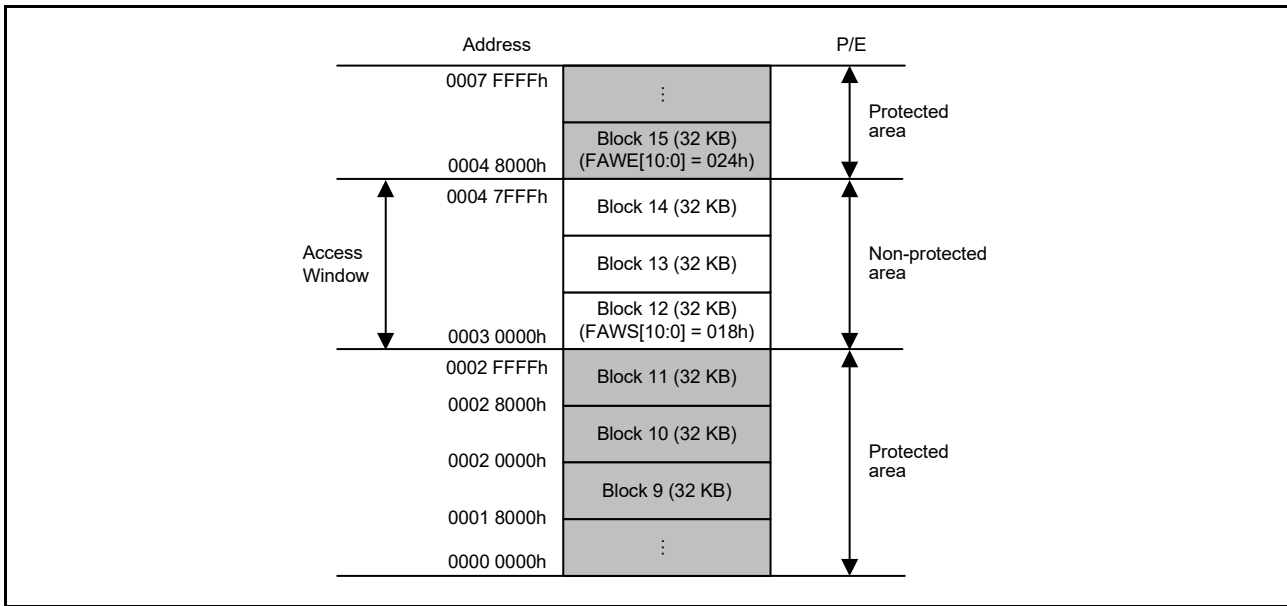 Address
P/E
0007 FFFFh
⋮
Protected
area
Block 15 (32 KB)
(FAWE[10:0] = 024h)
0004 8000h
0004 7FFFh
Block 14 (32 KB)
Access
Window
Block 13 (32 KB)
Non-protected
area
Block 12 (32 KB)
(FAWS[10:0] = 018h)
0003 0000h
0002 FFFFh
Block 11 (32 KB)
0002 8000h
Block 10 (32 KB)
Protected
area
0002 0000h
Block 9 (32 KB)
0001 8000h
⋮
0000 0000h